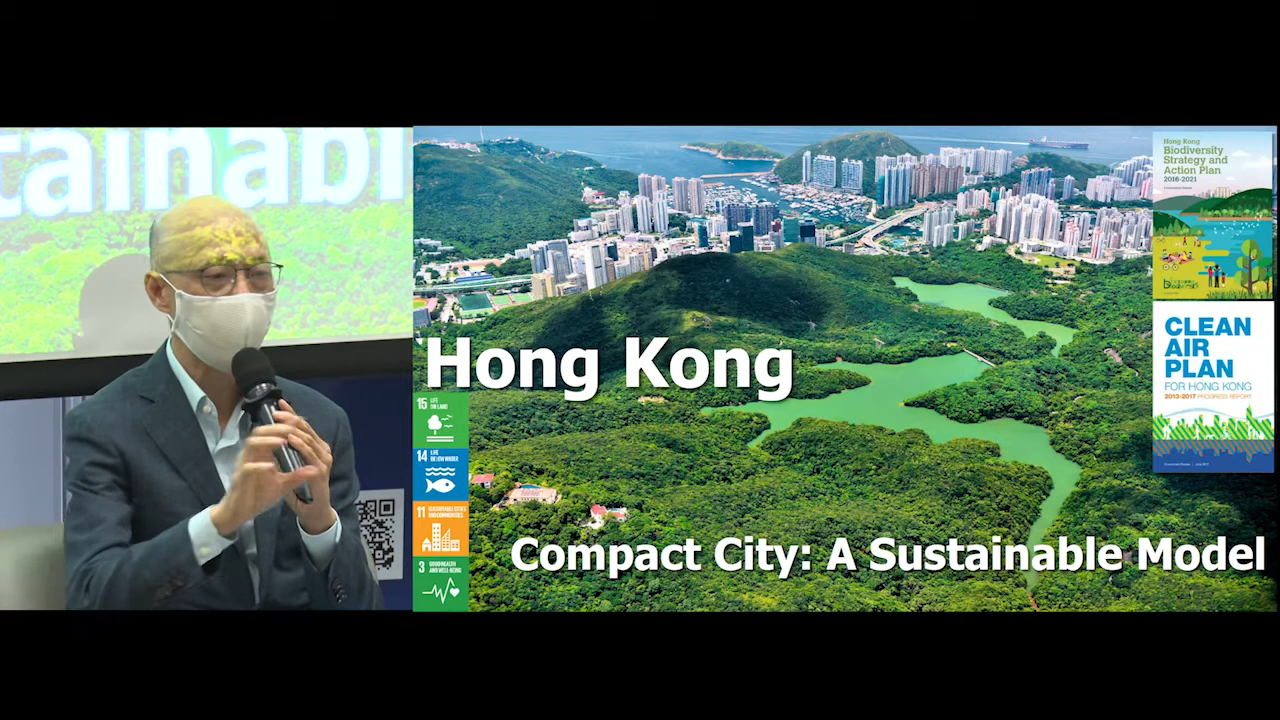 tainabi
Hong Kong
Compact City: A Sustainable Model
15 LIFE
ON LAND
14 LIFE
BELOW WATER
11 SUSTAINABLE CITIES
AND COMMUNITIES
3 GOOD HEALTH
AND WELL-BEING
Hong Kong
Biodiversity
Strategy and
Action Plan
2016-2021
CLEAN
AIR
PLAN
FOR HONG KONG
2013-2017 PROGRESS REPORT